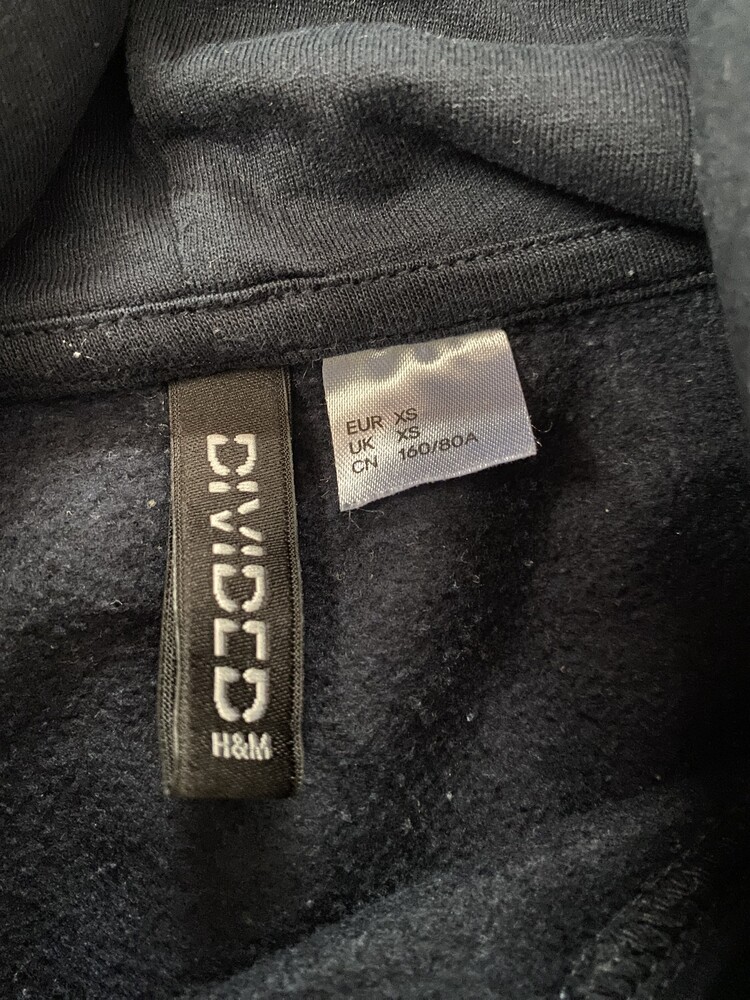 DIVIDED
H&M
EUR XS
UK XS
CN 160/80A